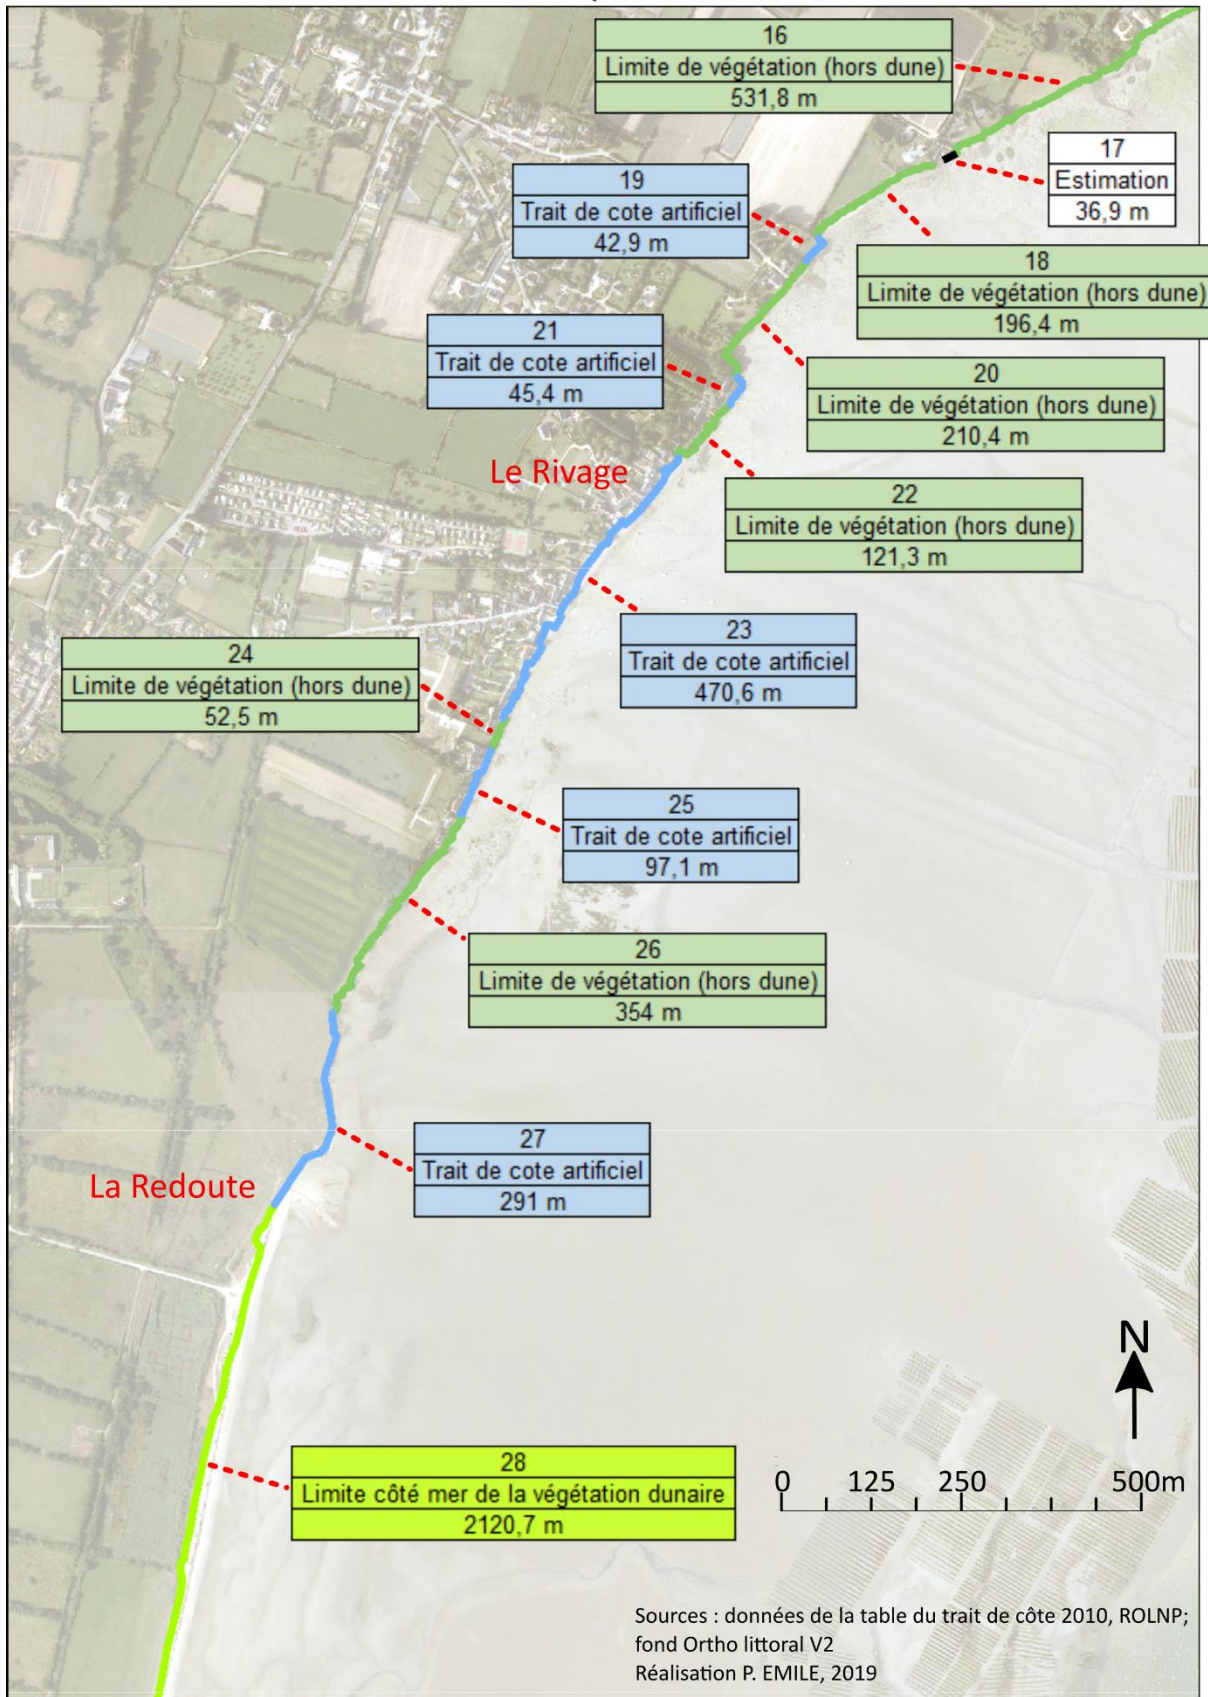 16
Limite de végétation (hors dune)
531,8 m
17
Estimation
36,9 m
19
Trait de cote artificiel
42,9 m
18
Limite de végétation (hors dune)
196,4 m
21
Trait de cote artificiel
45,4 m
20
Limite de végétation (hors dune)
210,4 m
Le Rivage
22
Limite de végétation (hors dune)
121,3 m
23
Trait de cote artificiel
470,6 m
24
Limite de végétation (hors dune)
52,5 m
25
Trait de cote artificiel
97,1 m
26
Limite de végétation (hors dune)
354 m
27
Trait de cote artificiel
291 m
La Redoute
N
28
Limite côté mer de la végétation dunaire
2120,7 m
0 125 250 500m
Sources : données de la table du trait de côte 2010, ROLNP;
fond Ortho littoral V2
Réalisation P. EMILE, 2019